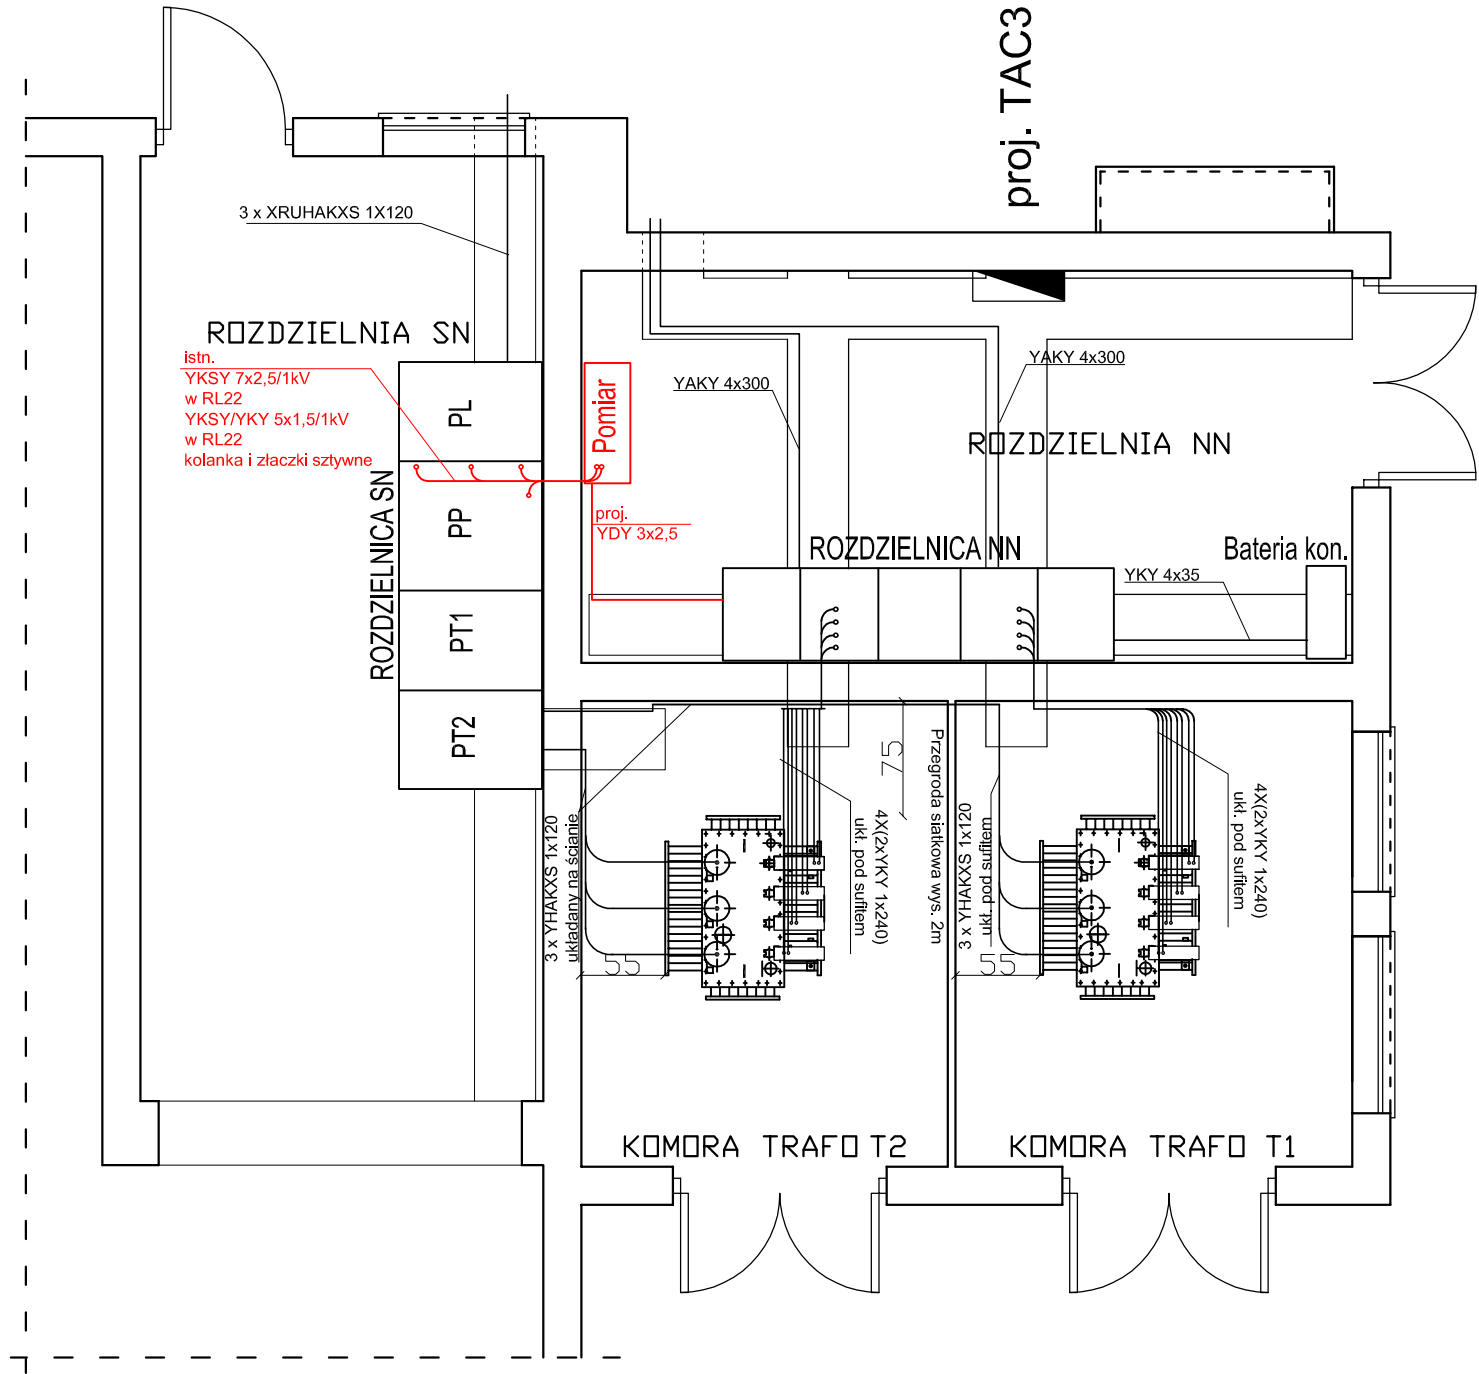 proj. TAC3
3 x XRUHAKXS 1X120
ROZDZIELNIA SN
istn.
YKSY 7x2,5/1kV
w RL22
YKSY/YKY 5x1,5/1kV
w RL22
kolanka i złaczki sztywne
PL
PP
PT1
PT2
ROZDZIELNICA SN
Pomiar
proj.
YDY 3x2,5
YAKY 4x300
YAKY 4x300
ROZDZIELNIA NN
ROZDZIELNICA NN
Bateria kon.
YKY 4x35
75
Przegroda siatkowa wys. 2m
3 x YHAKXS 1x120
układany na ścianie
4X(2xYKY 1x240)
ukł. pod sufitem
3 x YHAKXS 1x120
ukł. pod sufitem
4X(2xYKY 1x240)
ukł. pod sufitem
55
55
KOMORA TRAFO T2
KOMORA TRAFO T1